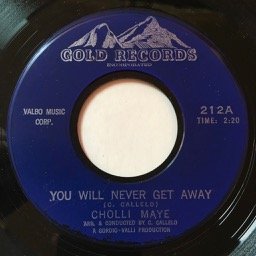 GOLD RECORDS
INCORPORATED
VALBO MUSIC
CORP.
212A
TIME: 2:20
YOU WILL NEVER GET AWAY
(C. CALLELO)
CHOLLI MAYE
ARR. & CONDUCTED BY C. CALLELO
A GORDIO-VALLI PRODUCTION